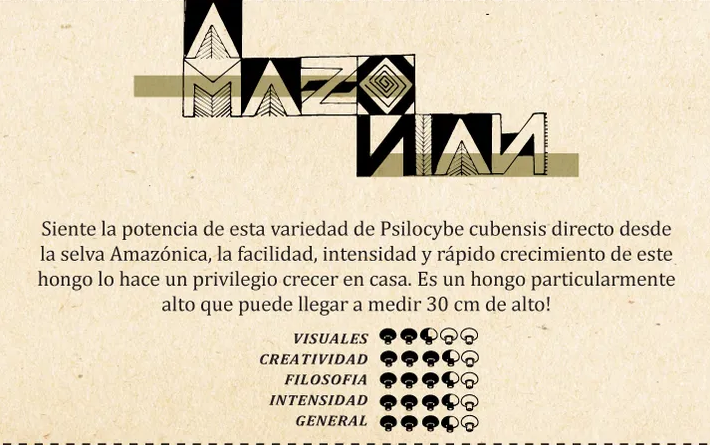 A
MAZO
NIAN
Siente la potencia de esta variedad de Psilocybe cubensis directo desde
la selva Amazónica, la facilidad, intensidad y rápido crecimiento de este
hongo lo hace un privilegio crecer en casa. Es un hongo particularmente
alto que puede llegar a medir 30 cm de alto!
VISUALES
CREATIVIDAD
FILOSOFIA
INTENSIDAD
GENERAL